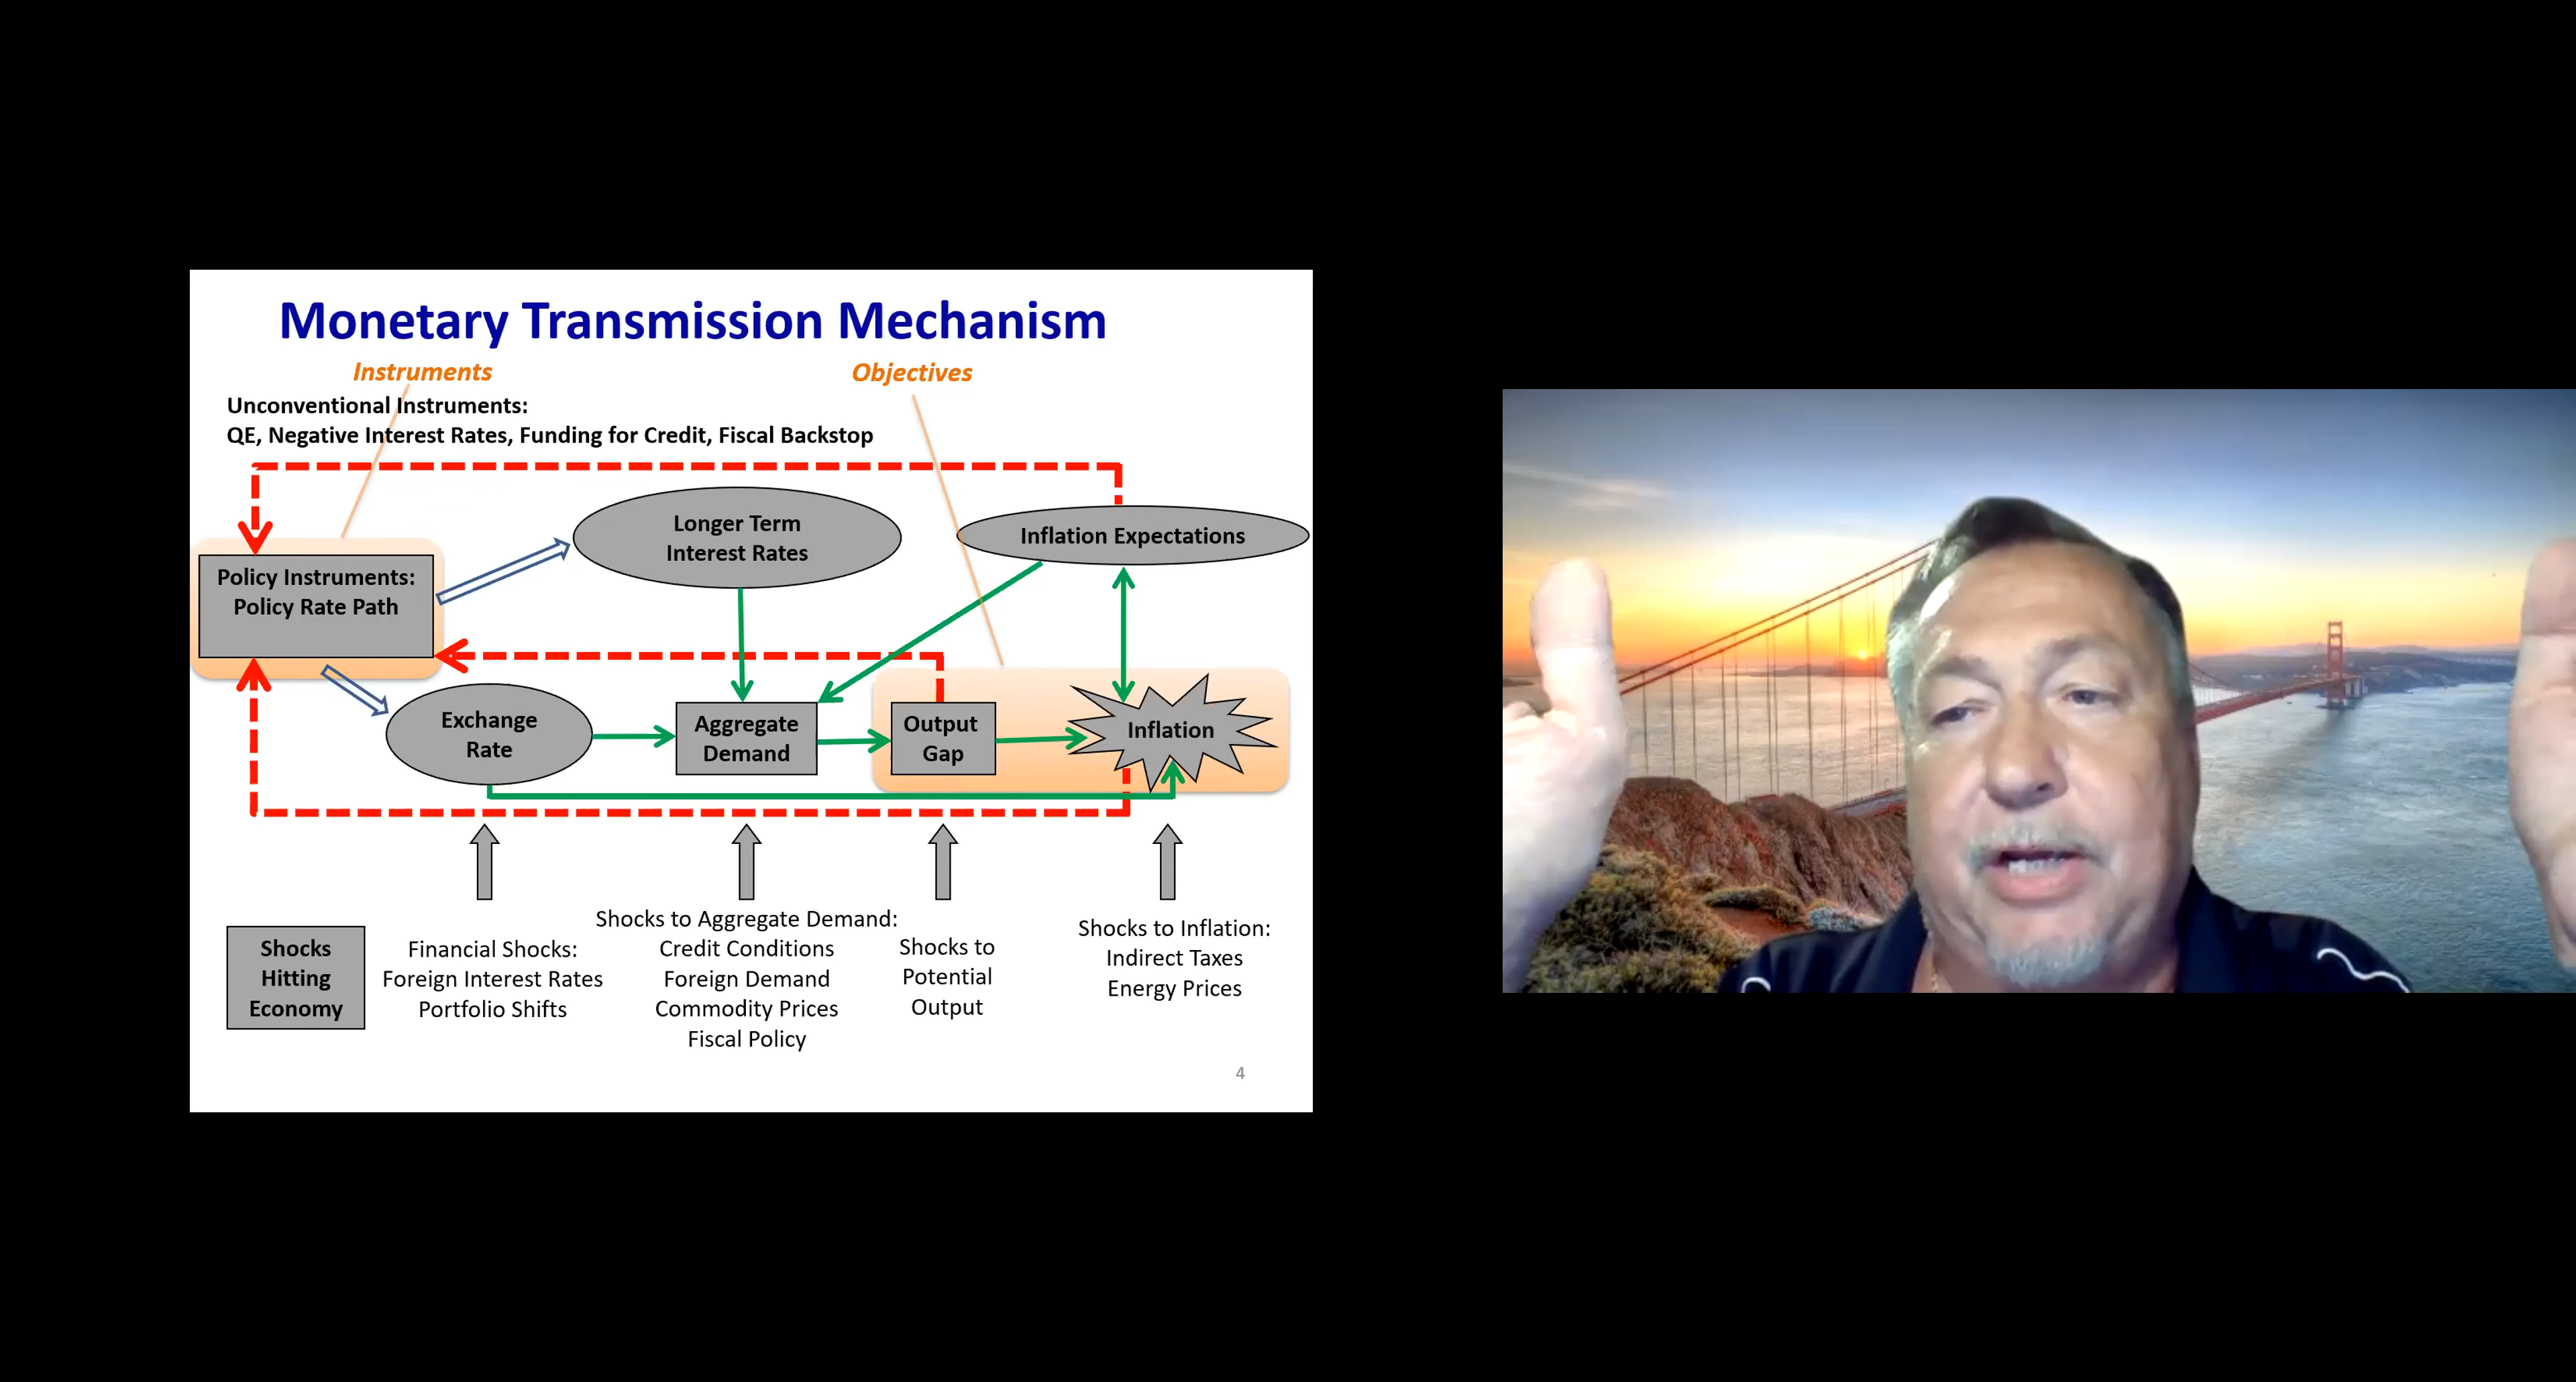 Monetary Transmission Mechanism
Instruments
Objectives
Unconventional Instruments:
QE, Negative Interest Rates, Funding for Credit, Fiscal Backstop
Longer Term
Interest Rates
Inflation Expectations
Policy Instruments:
Policy Rate Path
Exchange
Rate
Aggregate
Demand
Output
Gap
Inflation
Shocks
Hitting
Economy
Financial Shocks:
Foreign Interest Rates
Portfolio Shifts
Shocks to Aggregate Demand:
Credit Conditions
Foreign Demand
Commodity Prices
Fiscal Policy
Shocks to
Potential
Output
Shocks to Inflation:
Indirect Taxes
Energy Prices
4